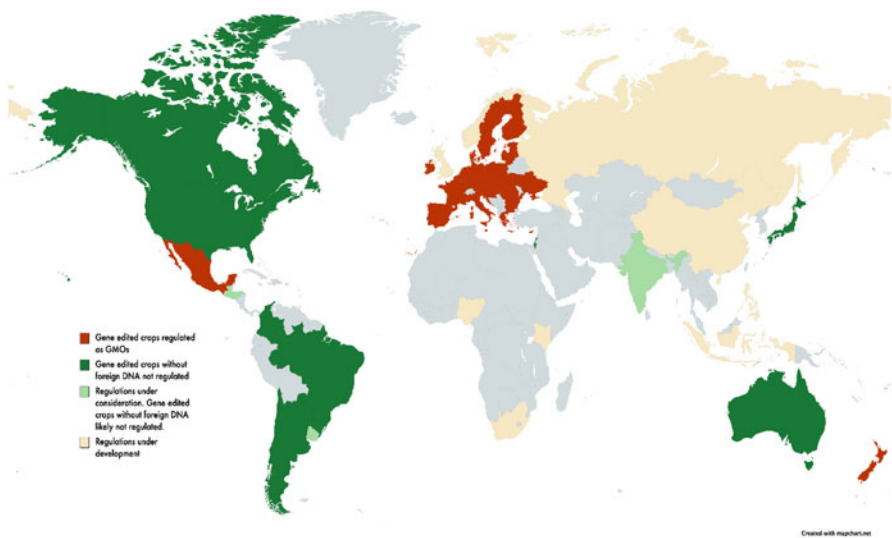 Gene edited crops regulated
as GMOs
Gene edited crops without
foreign DNA not regulated
Regulations under
consideration. Gene edited
crops without foreign DNA
likely not regulated.
Regulations under
development
Created with mapchart.net